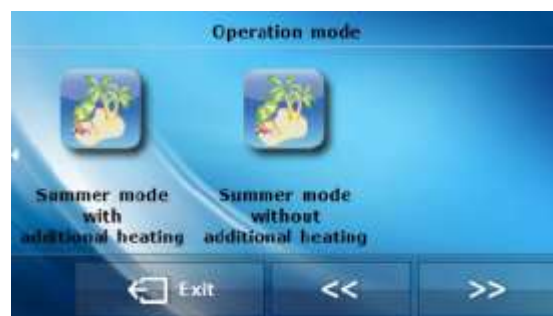 Operation mode
Summer mode
with
additional heating
Summer mode
without
additional heating
Exit
<<
>>